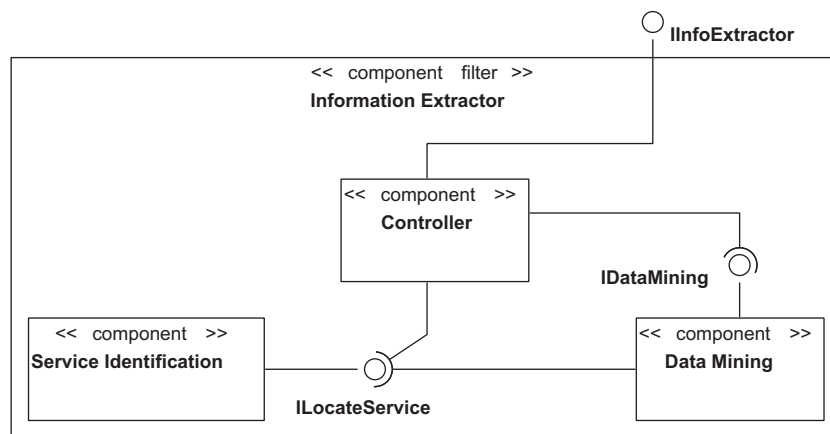 IInfoExtractor
<< component filter >>
Information Extractor
<< component >>
Controller
IDataMining
<< component >>
Service Identification
<< component >>
Data Mining
ILocateService